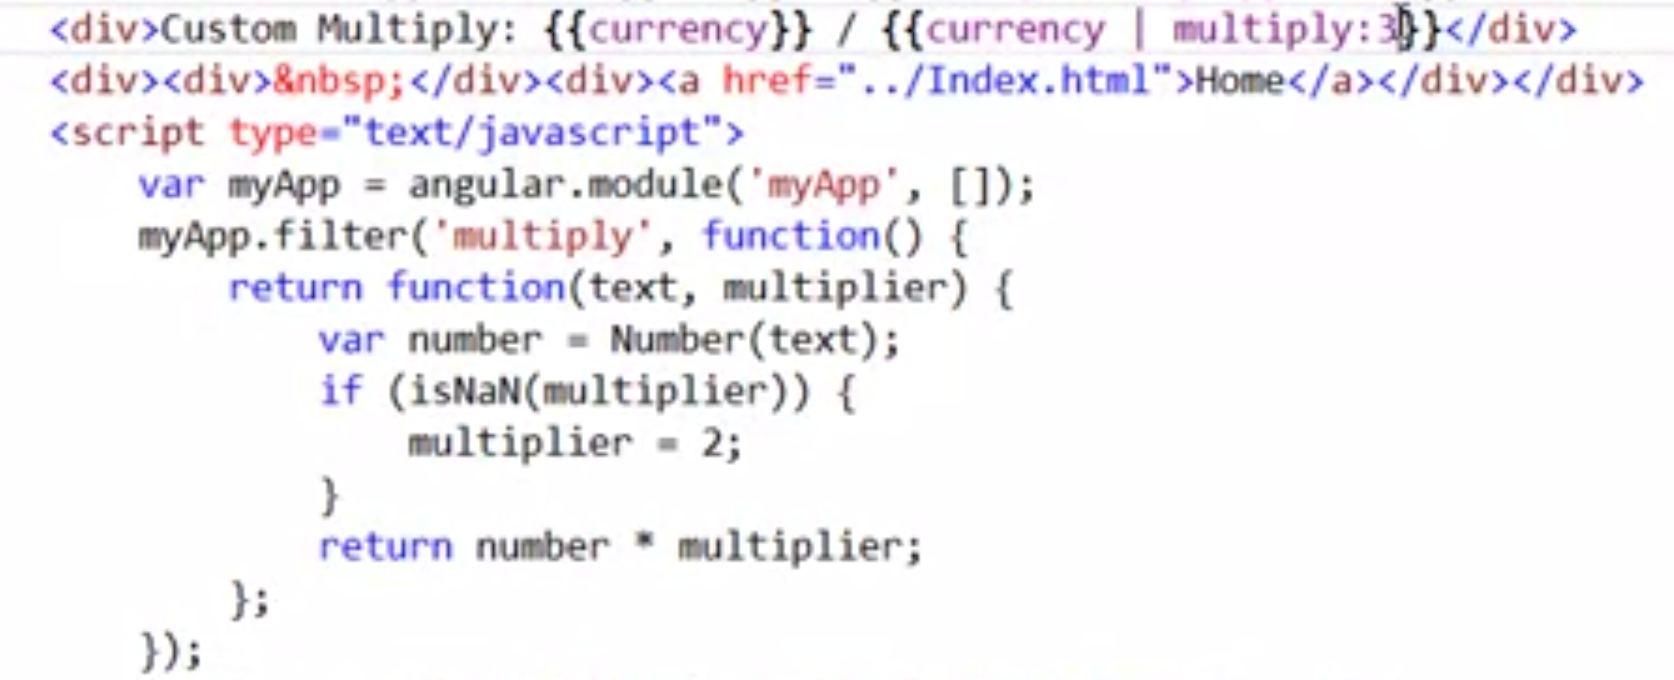 <div>Custom Multiply: {{currency}} / {{currency | multiply:3}}</div>
<div><div>&nbsp;</div><div><a href="../Index.html">Home</a></div></div>
<script type="text/javascript">
var myApp = angular.module('myApp', []);
myApp.filter('multiply', function() {
return function(text, multiplier) {
var number = Number(text);
if (isNaN(multiplier)) {
multiplier = 2;
}
return number * multiplier;
};
});